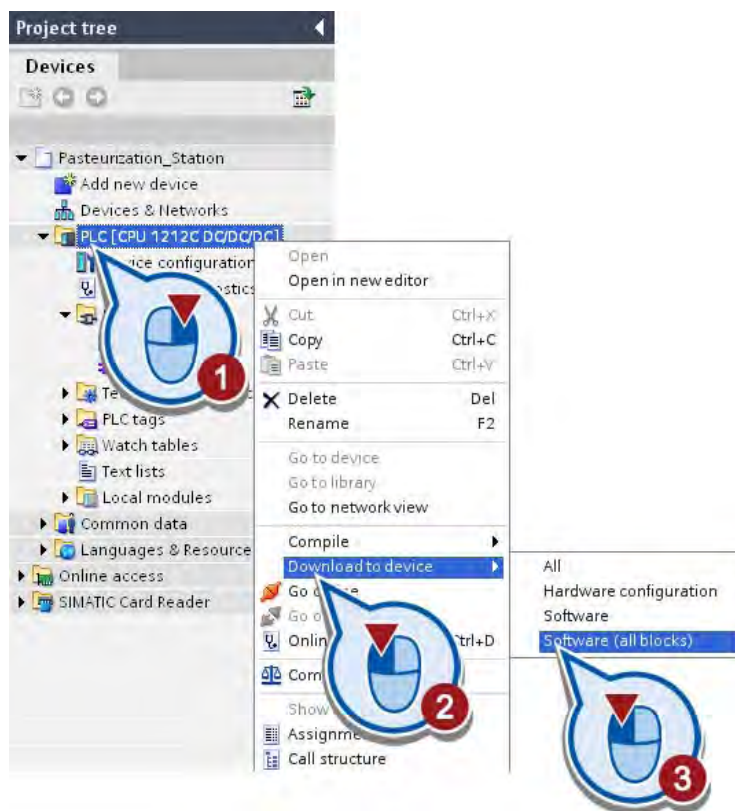 Project tree
Devices
Pasteurization_Station
Add new device
Devices & Networks
PLC [CPU 1212C DC/DC/DC]
configuration
Te
PLC tags
Watch tables
Text lists
Local modules
Common data
Languages & Resource
Online access
SIMATIC Card Reader
1
Open
Open in new editor
Cut Ctrl+X
Copy Ctrl+C
Paste Ctrl+V
Delete Del
Rename F2
Go to device
Go to library
Go to network view
Compile
Download to device
Go
Go o
Onlin Ctrl+D
Com
Show
Assignme
Call structure
2
All
Hardware configuration
Software
Software (all blocks)
3